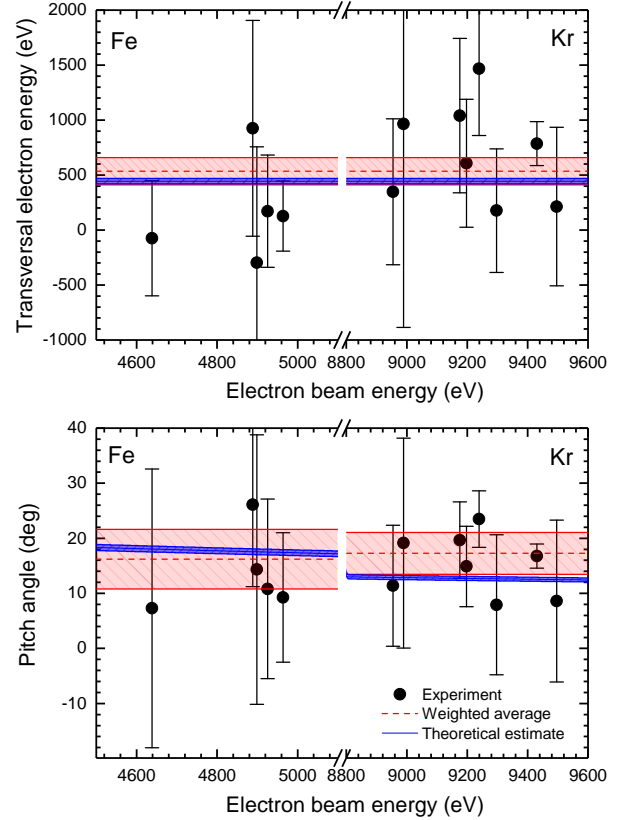 2000
1500
1000
500
0
-500
-1000
Transversal electron energy (eV)
Fe
Kr
4600
4800
5000
8800
9000
9200
9400
9600
Electron beam energy (eV)
40
30
20
10
0
-10
Pitch angle (deg)
Fe
Kr
Experiment
Weighted average
Theoretical estimate
4600
4800
5000
8800
9000
9200
9400
9600
Electron beam energy (eV)